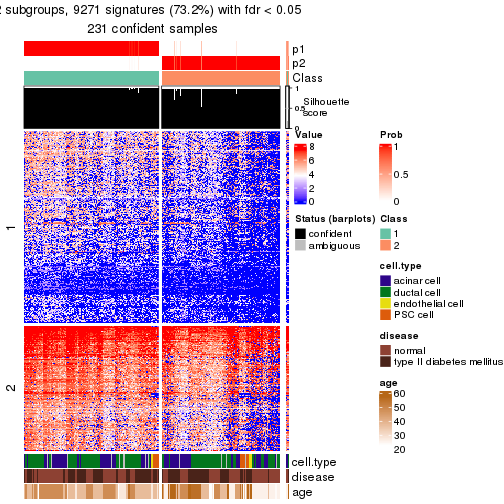 2 subgroups, 9271 signatures (73.2%) with fdr < 0.05
231 confident samples
p1
p2
Class
1
0.5
0
Silhouette
score
1
2
Value
8
6
4
2
0
Prob
1
0.5
0
Status (barplots)
confident
ambiguous
Class
1
2
cell.type
acinar cell
ductal cell
endothelial cell
PSC cell
disease
normal
type II diabetes mellitus
age
60
50
40
30
20
cell.type
disease
age